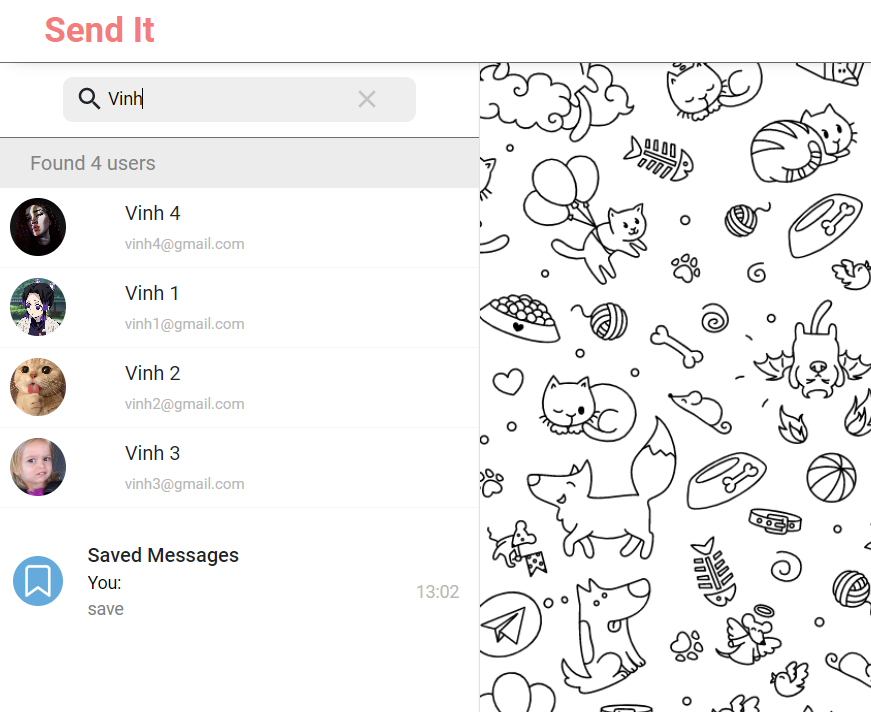 Send It
Vinh
Found 4 users
Vinh 4
vinh4@gmail.com
Vinh 1
vinh1@gmail.com
Vinh 2
vinh2@gmail.com
Vinh 3
vinh3@gmail.com
Saved Messages
You:
save
13:02